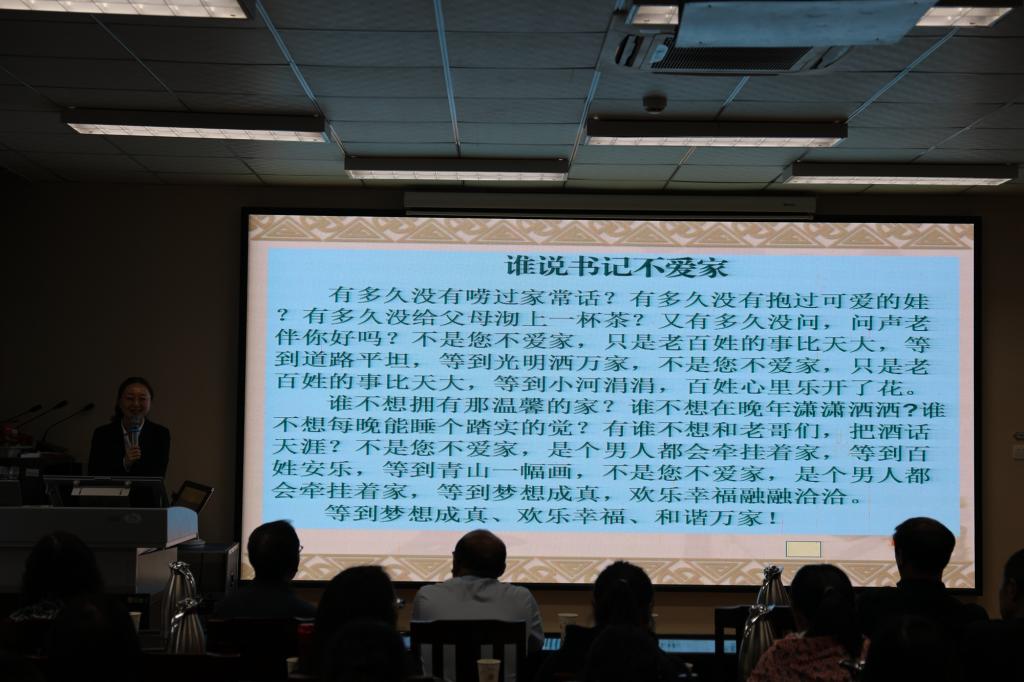 谁说书记不爱家
有多久没有唠过家常话？有多久没有抱过可爱的娃
？有多久没给父母沏上一杯茶？又有多久没问，问声老
伴你好吗？不是您不爱家，只是老百姓的事比天大，等
到道路平坦，等到光明洒万家，不是您不爱家，只是老
百姓的事比天大，等到小河涓涓，百姓心里乐开了花。
谁不想拥有那温馨的家？谁不想在晚年潇潇洒洒?谁
不想每晚能睡个踏实的觉？有谁不想和老哥们，把酒话
天涯？不是您不爱家，是个男人都会牵挂着家，等到百
姓安乐，等到青山一幅画，不是您不爱家，是个男人都
会牵挂着家，等到梦想成真，欢乐幸福融融洽洽。
等到梦想成真、欢乐幸福、和谐万家！